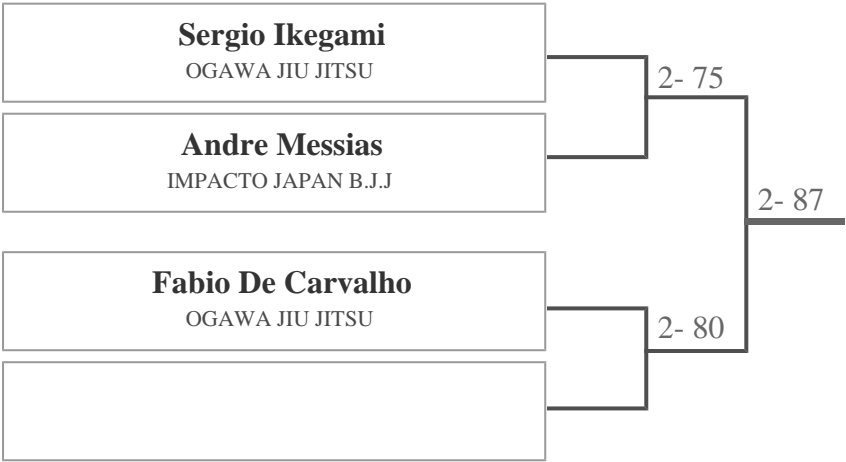 Sergio Ikegami
OGAWA JIU JITSU
2- 75
Andre Messias
IMPACTO JAPAN B.J.J
2- 87
Fabio De Carvalho
OGAWA JIU JITSU
2- 80